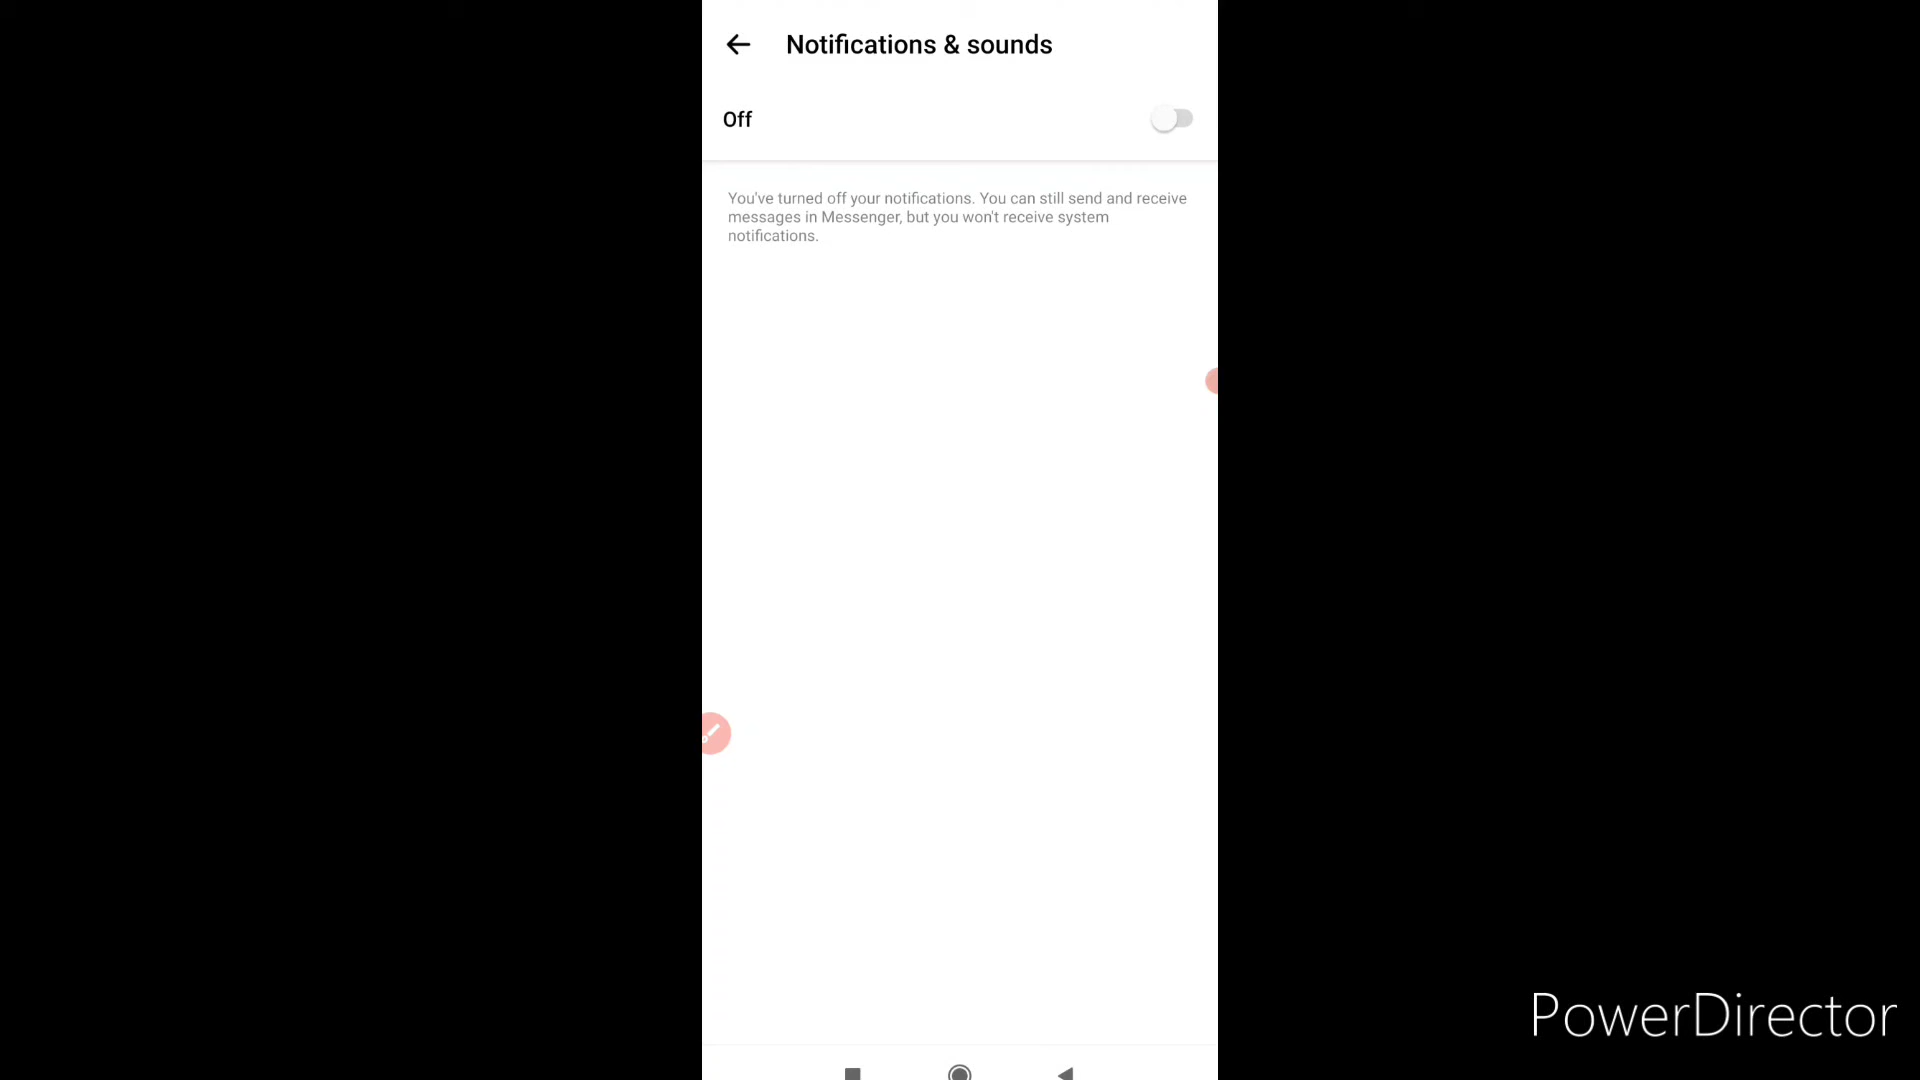 Notifications & sounds
Off
You've turned off your notifications. You can still send and receive
messages in Messenger, but you won't receive system
notifications.
PowerDirector